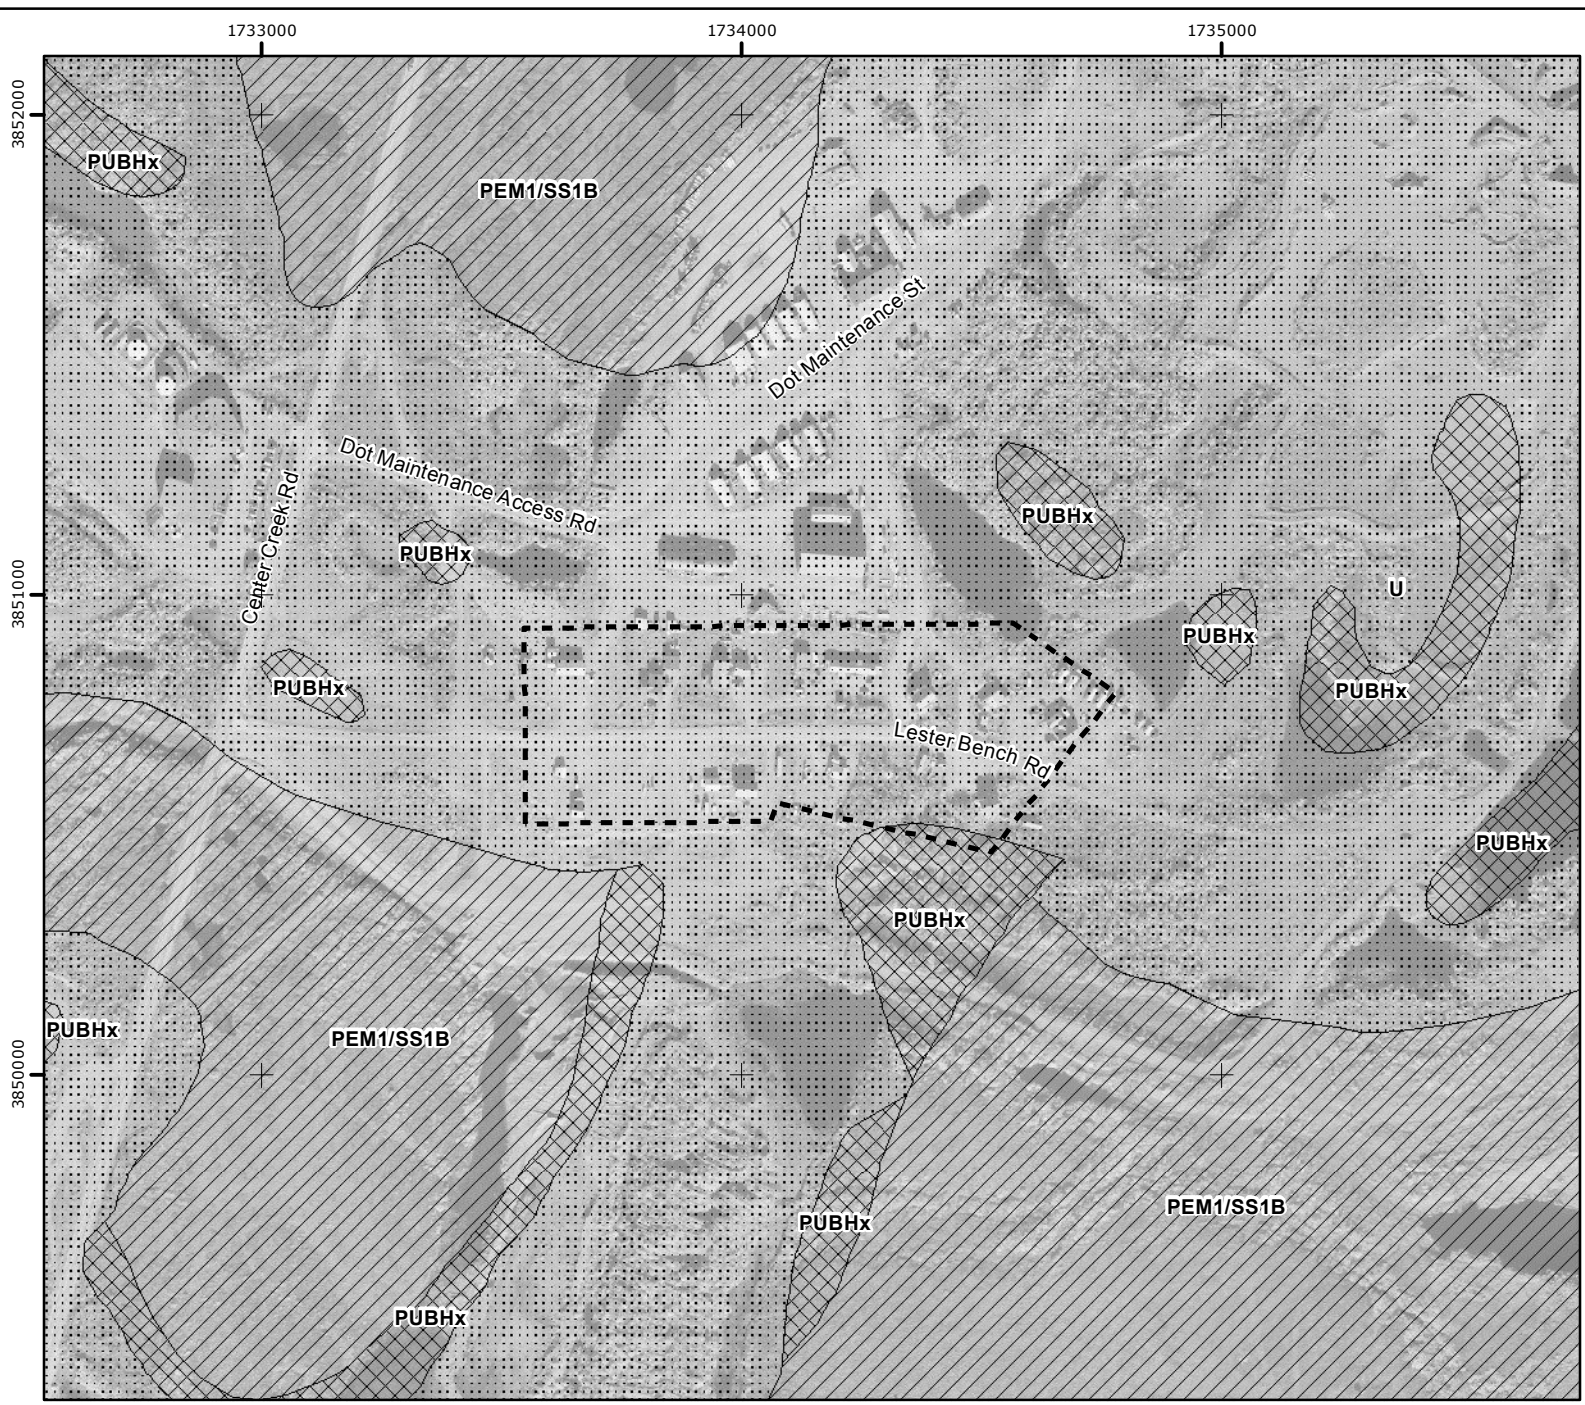 1733000
1734000
1735000
3852000
PUBHx
PEM1/SS1B
Dot Maintenance St
Dot Maintenance Access Rd
Center Creek Rd
PUBHx
PUBHx
3851000
U
PUBHx
PUBHx
PUBHx
Lester Bench Rd
PUBHx
PUBHx
PUBHx
3850000
PEM1/SS1B
PEM1/SS1B
PUBHx
PUBHx
PUBHx